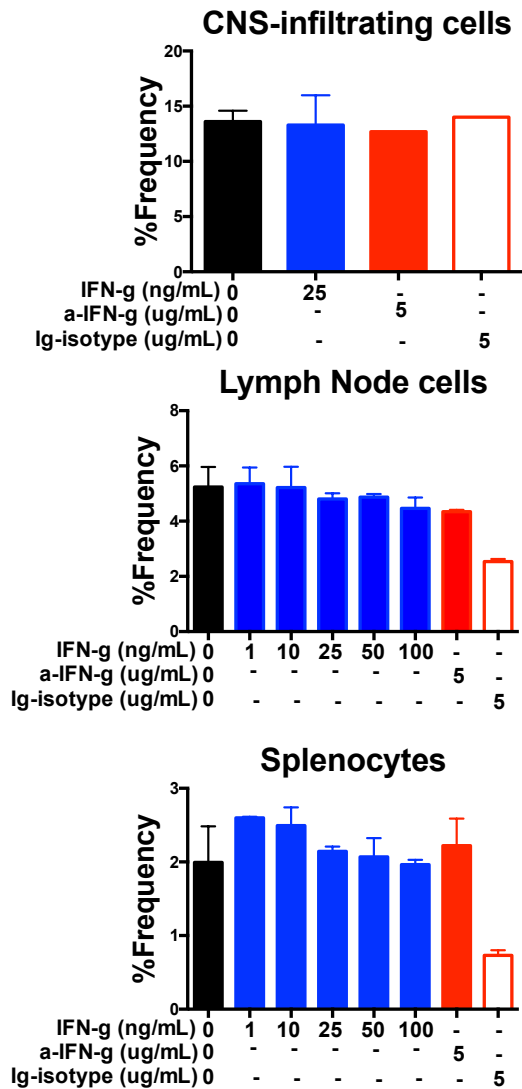 CNS-infiltrating cells
%Frequency
20
15
10
5
0
IFN-g (ng/mL) 0 25 - -
a-IFN-g (ug/mL) 0 - 5 -
Ig-isotype (ug/mL) 0 - - 5
Lymph Node cells
%Frequency
8
6
4
2
0
IFN-g (ng/mL) 0 1 10 25 50 100 - -
a-IFN-g (ug/mL) 0 - - - - - 5 -
Ig-isotype (ug/mL) 0 - - - - - - 5
Splenocytes
%Frequency
3
2
1
0
IFN-g (ng/mL) 0 1 10 25 50 100 - -
a-IFN-g (ug/mL) 0 - - - - - 5 -
Ig-isotype (ug/mL) 0 - - - - - - 5